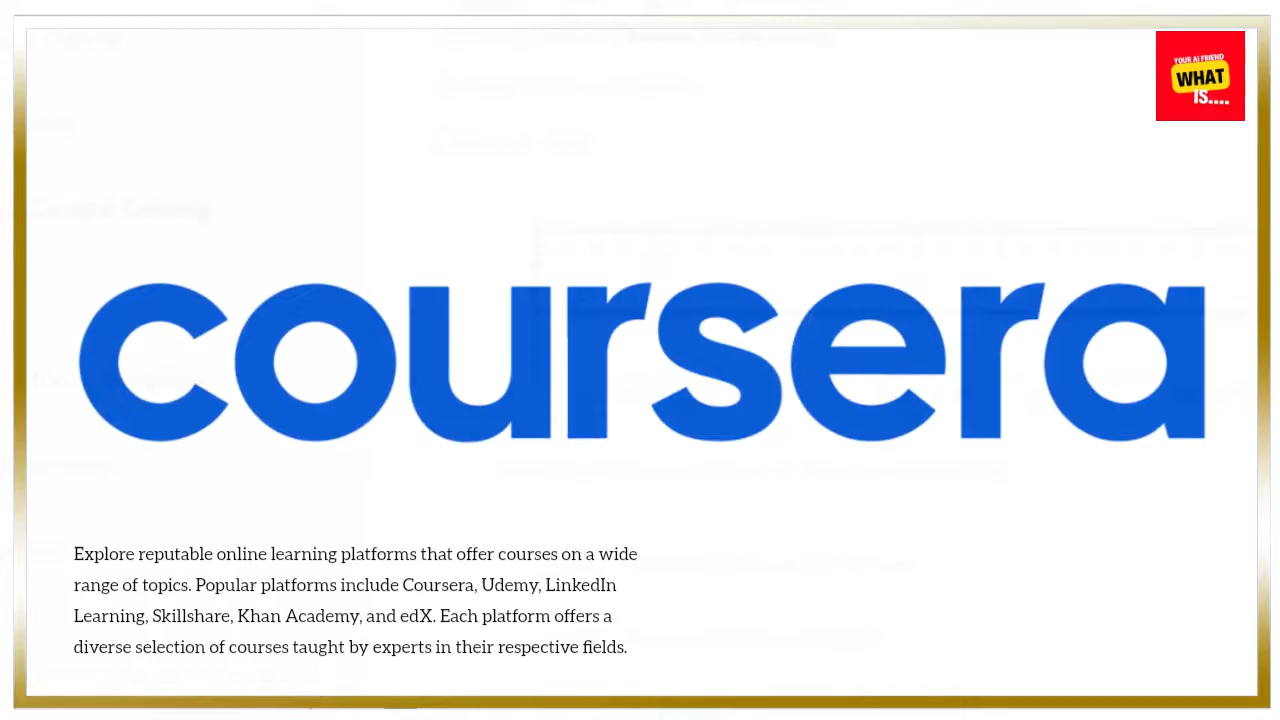 YOUR AI FRIEND
WHAT
IS....
coursera
Explore reputable online learning platforms that offer courses on a wide
range of topics. Popular platforms include Coursera, Udemy, LinkedIn
Learning, Skillshare, Khan Academy, and edX. Each platform offers a
diverse selection of courses taught by experts in their respective fields.